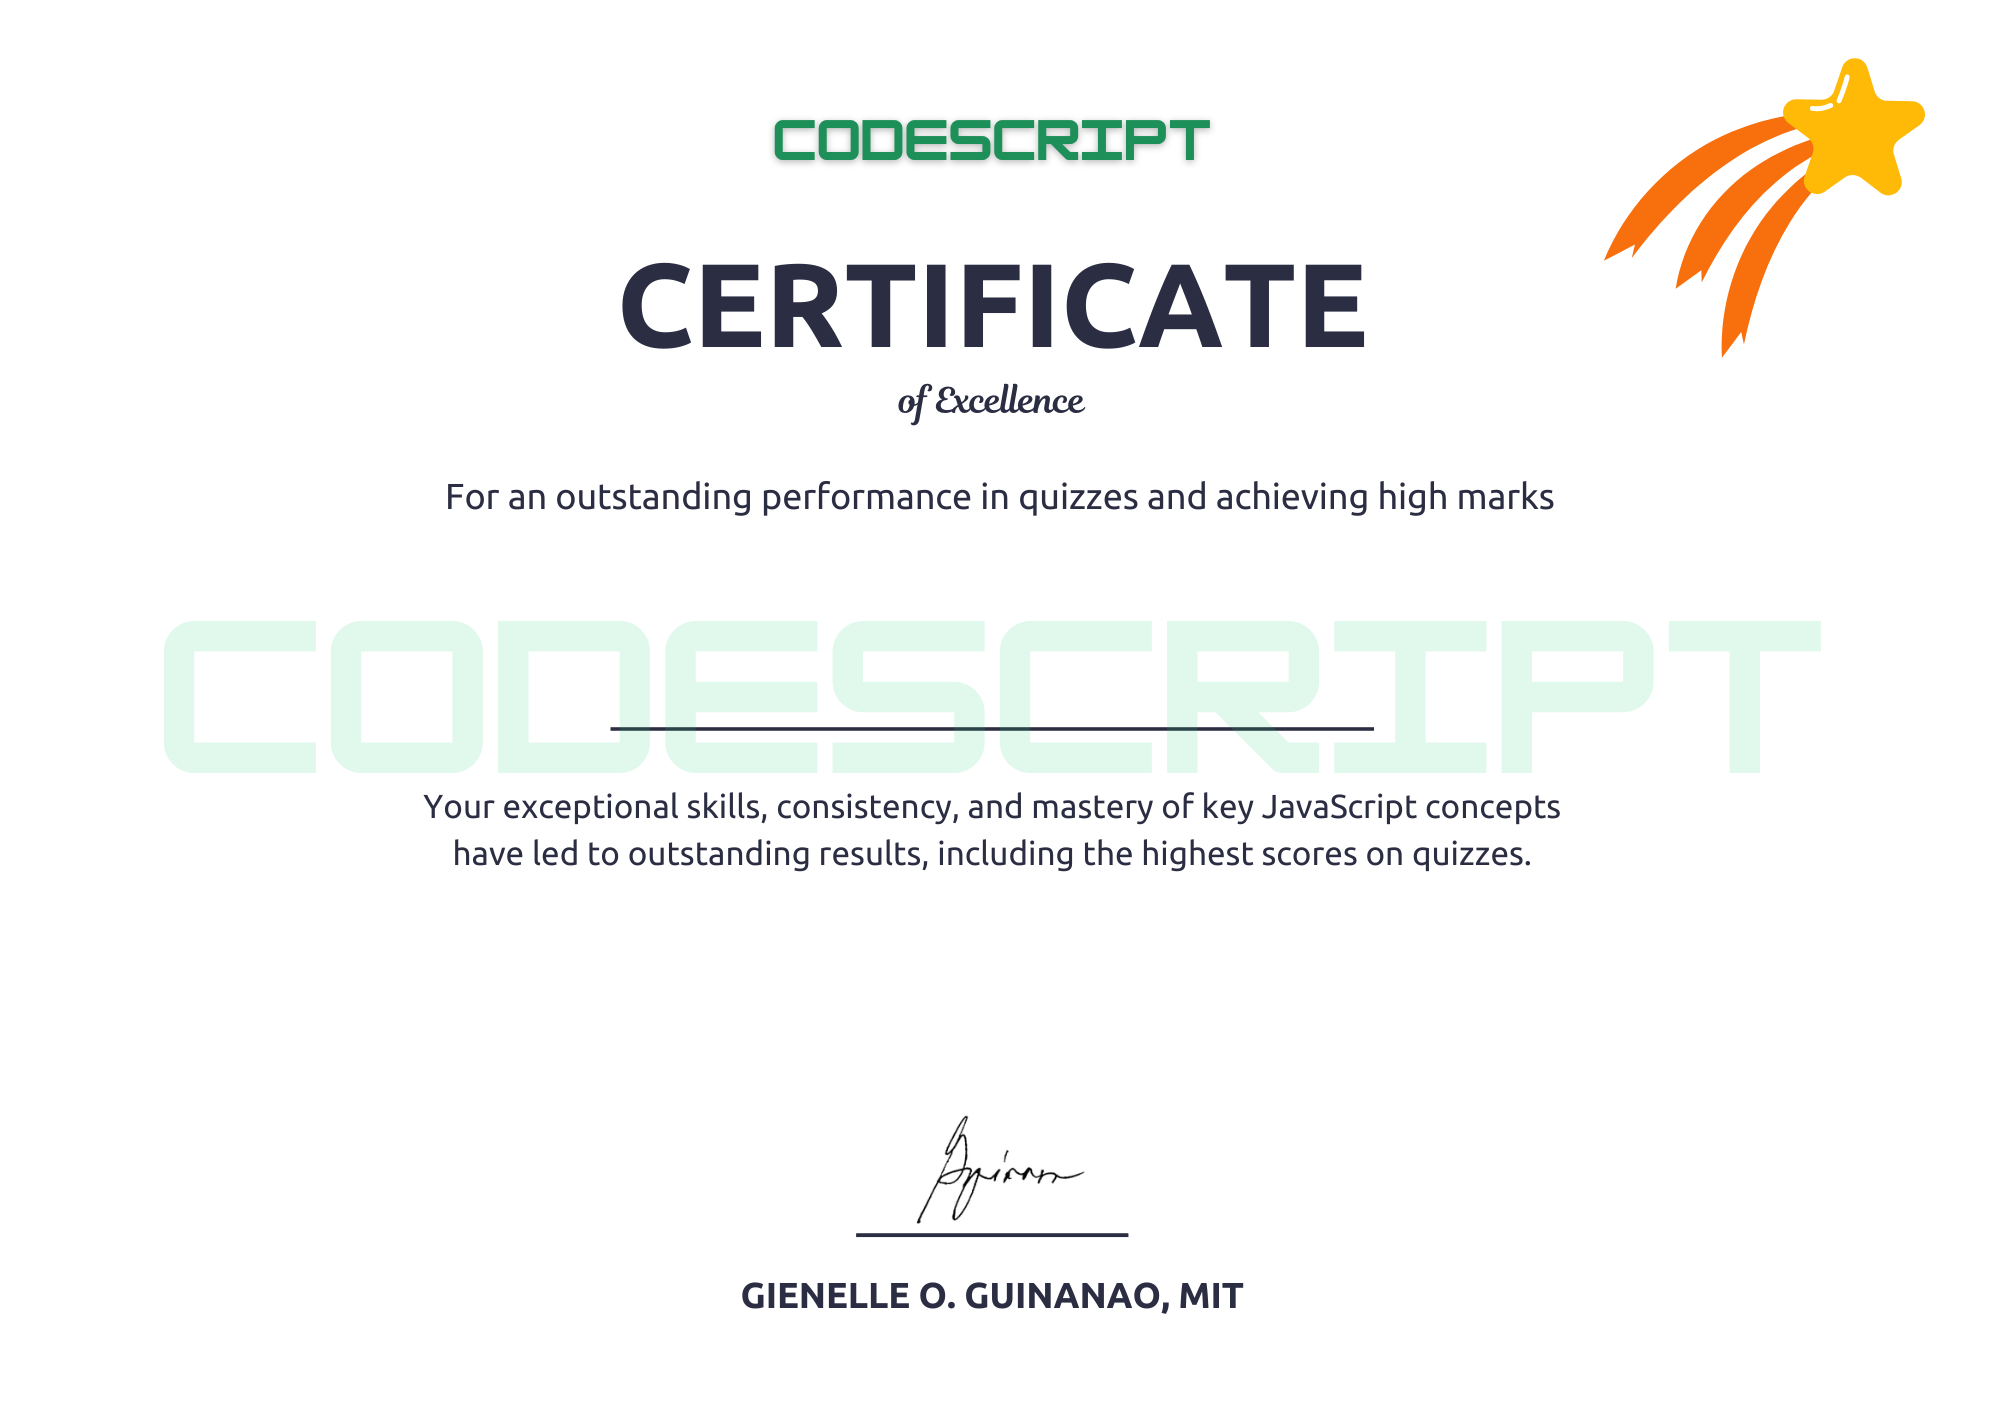 CODESCRIPT
CERTIFICATE
of Excellence
For an outstanding performance in quizzes and achieving high marks
CODESCRIPT
Your exceptional skills, consistency, and mastery of key JavaScript concepts
have led to outstanding results, including the highest scores on quizzes.
GIENELLE O. GUINANAO, MIT